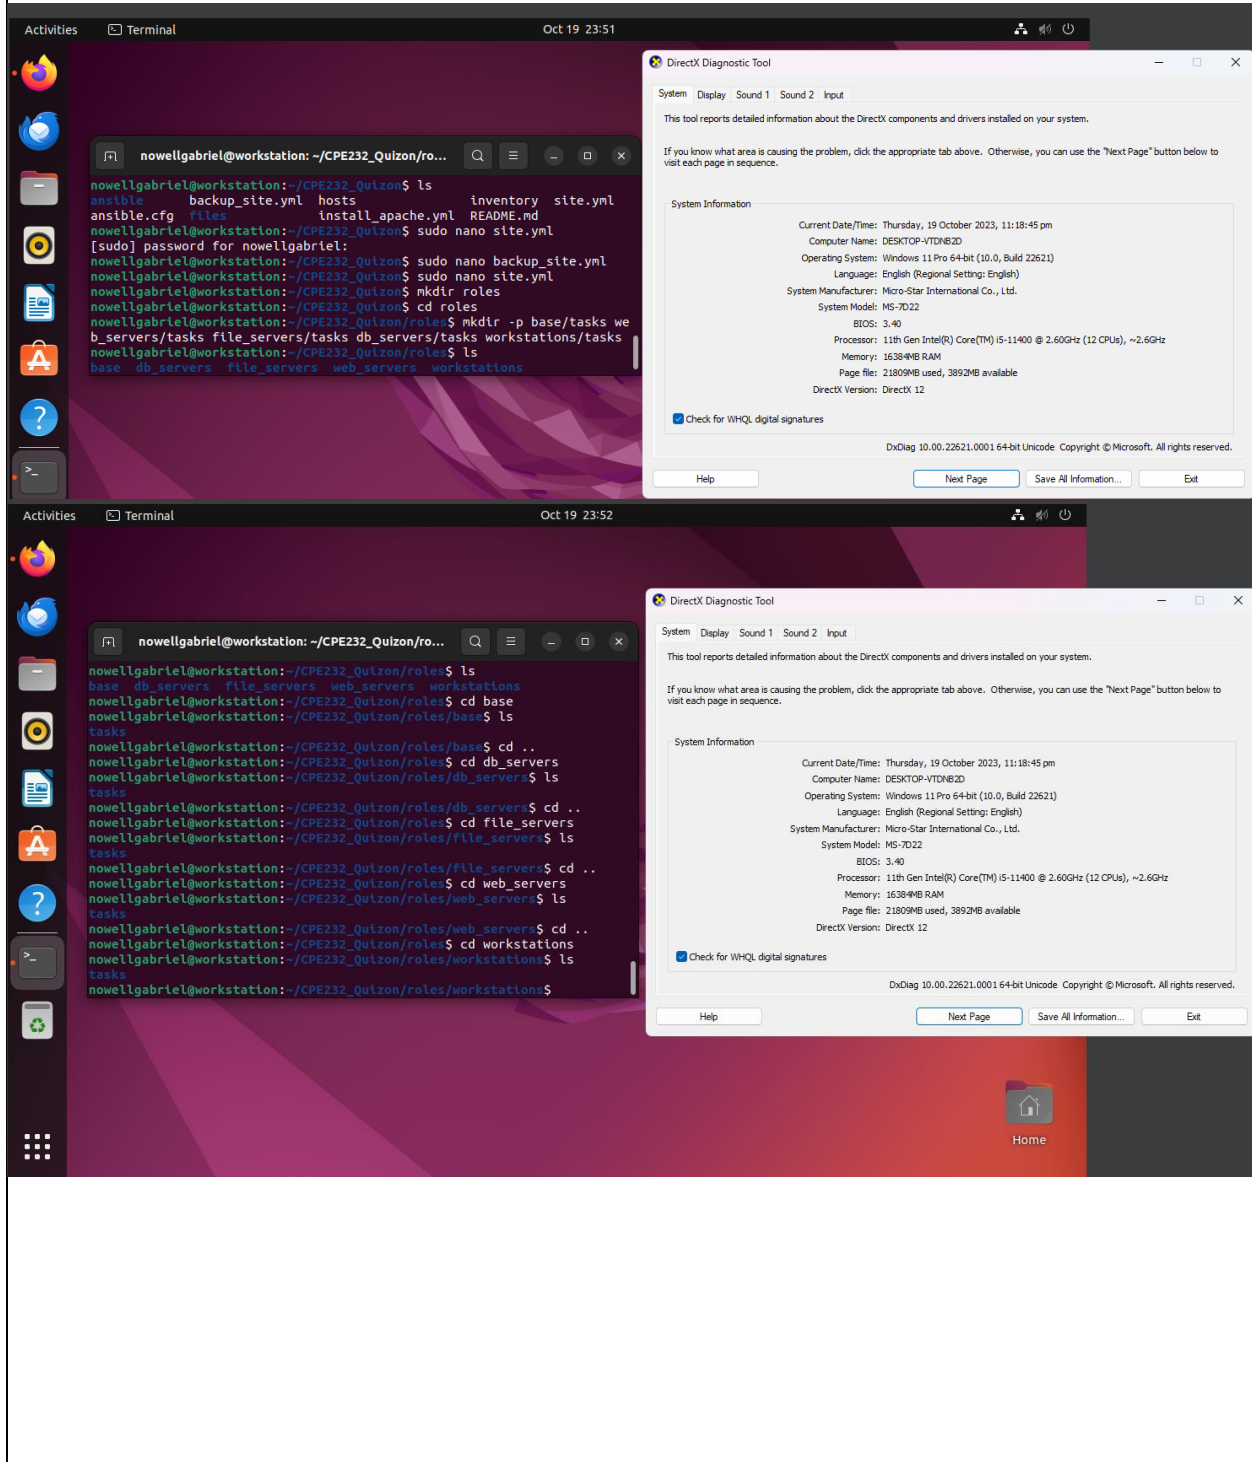 Activities Terminal Oct 19 23:51
nowellgabriel@workstation: ~/CPE232_Quizon/ro...
nowellgabriel@workstation:~/CPE232_Quizon$ ls
ansible backup_site.yml hosts inventory site.yml
ansible.cfg files install_apache.yml README.md
nowellgabriel@workstation:~/CPE232_Quizon$ sudo nano site.yml
[sudo] password for nowellgabriel:
nowellgabriel@workstation:~/CPE232_Quizon$ sudo nano backup_site.yml
nowellgabriel@workstation:~/CPE232_Quizon$ sudo nano site.yml
nowellgabriel@workstation:~/CPE232_Quizon$ mkdir roles
nowellgabriel@workstation:~/CPE232_Quizon$ cd roles
nowellgabriel@workstation:~/CPE232_Quizon/roles$ mkdir -p base/tasks we
b_servers/tasks file_servers/tasks db_servers/tasks workstations/tasks
nowellgabriel@workstation:~/CPE232_Quizon/roles$ ls
base db_servers file_servers web_servers workstations
DirectX Diagnostic Tool
System Display Sound 1 Sound 2 Input
This tool reports detailed information about the DirectX components and drivers installed on your system.
If you know what area is causing the problem, click the appropriate tab above. Otherwise, you can use the "Next Page" button below to
visit each page in sequence.
System Information
Current Date/Time: Thursday, 19 October 2023, 11:18:45 pm
Computer Name: DESKTOP-VTDNB2D
Operating System: Windows 11 Pro 64-bit (10.0, Build 22621)
Language: English (Regional Setting: English)
System Manufacturer: Micro-Star International Co., Ltd.
System Model: MS-7D22
BIOS: 3.40
Processor: 11th Gen Intel(R) Core(TM) i5-11400 @ 2.60GHz (12 CPUs), ~2.6GHz
Memory: 16384MB RAM
Page file: 21809MB used, 3892MB available
DirectX Version: DirectX 12
Check for WHQL digital signatures
DxDiag 10.00.22621.0001 64-bit Unicode Copyright © Microsoft. All rights reserved.
Help Next Page Save All Information... Exit
Activities Terminal Oct 19 23:52
nowellgabriel@workstation: ~/CPE232_Quizon/ro...
nowellgabriel@workstation:~/CPE232_Quizon/roles$ ls
base db_servers file_servers web_servers workstations
nowellgabriel@workstation:~/CPE232_Quizon/roles$ cd base
nowellgabriel@workstation:~/CPE232_Quizon/roles/base$ ls
tasks
nowellgabriel@workstation:~/CPE232_Quizon/roles/base$ cd ..
nowellgabriel@workstation:~/CPE232_Quizon/roles$ cd db_servers
nowellgabriel@workstation:~/CPE232_Quizon/roles/db_servers$ ls
tasks
nowellgabriel@workstation:~/CPE232_Quizon/roles/db_servers$ cd ..
nowellgabriel@workstation:~/CPE232_Quizon/roles$ cd file_servers
nowellgabriel@workstation:~/CPE232_Quizon/roles/file_servers$ ls
tasks
nowellgabriel@workstation:~/CPE232_Quizon/roles/file_servers$ cd ..
nowellgabriel@workstation:~/CPE232_Quizon/roles$ cd web_servers
nowellgabriel@workstation:~/CPE232_Quizon/roles/web_servers$ ls
tasks
nowellgabriel@workstation:~/CPE232_Quizon/roles/web_servers$ cd ..
nowellgabriel@workstation:~/CPE232_Quizon/roles$ cd workstations
nowellgabriel@workstation:~/CPE232_Quizon/roles/workstations$ ls
tasks
nowellgabriel@workstation:~/CPE232_Quizon/roles/workstations$
DirectX Diagnostic Tool
System Display Sound 1 Sound 2 Input
This tool reports detailed information about the DirectX components and drivers installed on your system.
If you know what area is causing the problem, click the appropriate tab above. Otherwise, you can use the "Next Page" button below to
visit each page in sequence.
System Information
Current Date/Time: Thursday, 19 October 2023, 11:18:45 pm
Computer Name: DESKTOP-VTDNB2D
Operating System: Windows 11 Pro 64-bit (10.0, Build 22621)
Language: English (Regional Setting: English)
System Manufacturer: Micro-Star International Co., Ltd.
System Model: MS-7D22
BIOS: 3.40
Processor: 11th Gen Intel(R) Core(TM) i5-11400 @ 2.60GHz (12 CPUs), ~2.6GHz
Memory: 16384MB RAM
Page file: 21809MB used, 3892MB available
DirectX Version: DirectX 12
Check for WHQL digital signatures
DxDiag 10.00.22621.0001 64-bit Unicode Copyright © Microsoft. All rights reserved.
Help Next Page Save All Information... Exit
Home